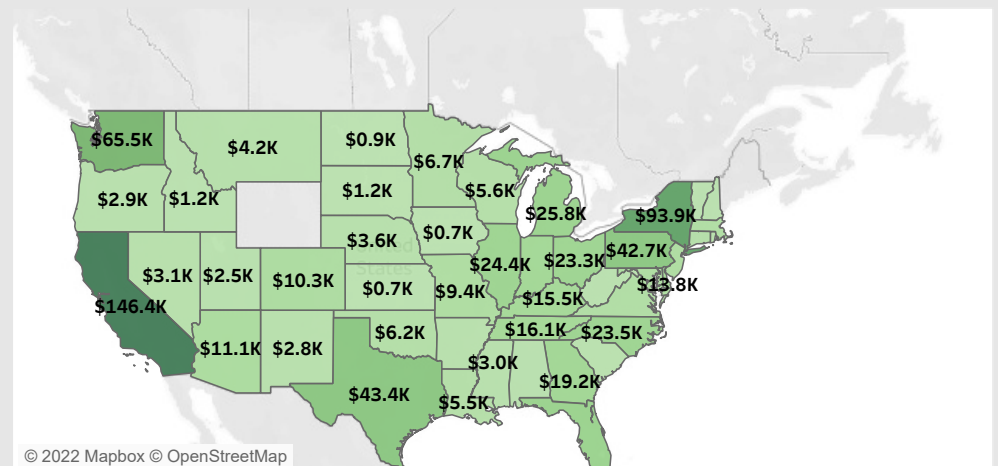 $65.5K
$4.2K
$0.9K
$6.7K
$2.9K
$1.2K
$1.2K
$5.6K
$25.8K
$93.9K
$3.6K
$0.7K
$42.7K
$3.1K
$2.5K
$10.3K
$24.4K
$23.3K
States
$0.7K
$9.4K
$13.8K
$146.4K
$15.5K
$11.1K
$2.8K
$6.2K
$16.1K
$23.5K
$3.0K
$43.4K
$5.5K
$19.2K
© 2022 Mapbox © OpenStreetMap